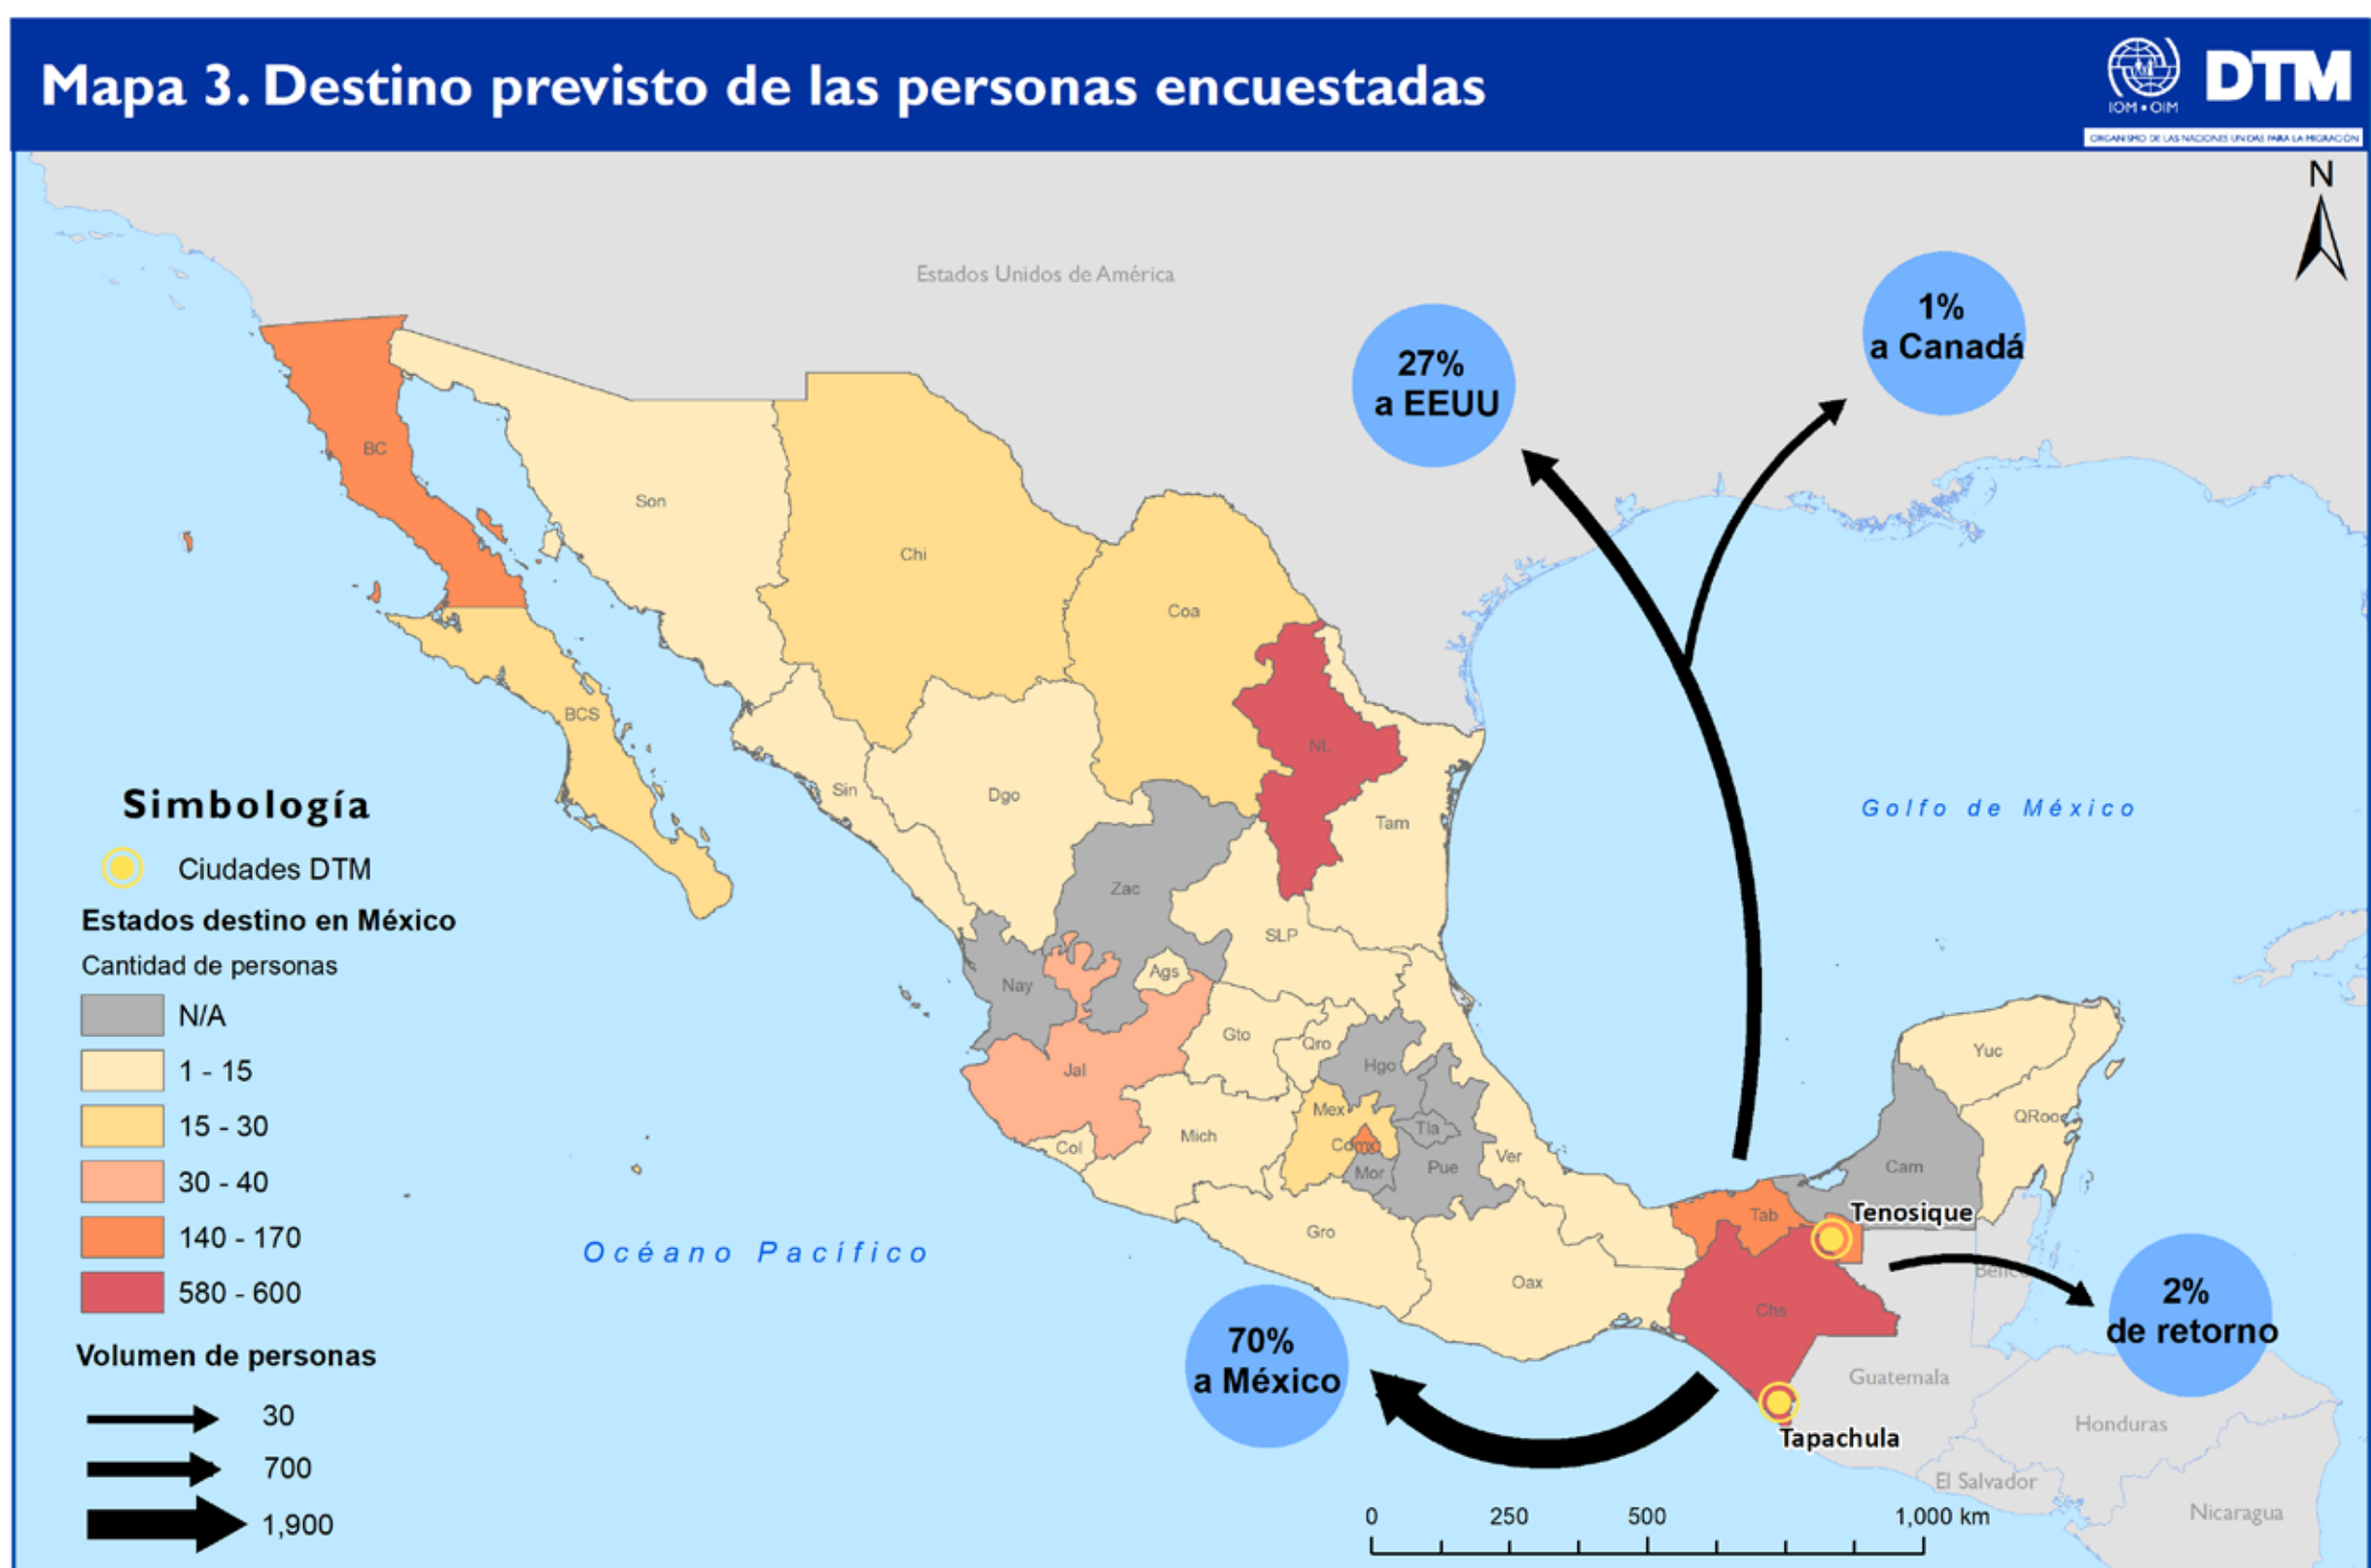 Mapa 3. Destino previsto de las personas encuestadas
IOM • OIM
DTM
ORGANISMO DE LAS NACIONES UNIDAS PARA LA MIGRACIÓN
N
Estados Unidos de América
1%
a Canadá
27%
a EEUU
BC
Son
Chi
Coa
BCS
NL
Sin
Dgo
Tam
Golfo de México
Zac
SLP
Nay
Ags
Gto
Qro
Hgo
Jal
Yuc
Mex
QRoo
Col
Mich
Tla
Cdmx
Mor
Pue
Ver
Cam
Tab
Tenosique
Gro
Océano Pacífico
Oax
Chs
Belice
2%
de retorno
70%
a México
Guatemala
Tapachula
Honduras
El Salvador
Nicaragua
Simbología
Ciudades DTM
Estados destino en México
Cantidad de personas
N/A
1 - 15
15 - 30
30 - 40
140 - 170
580 - 600
Volumen de personas
30
700
1,900
0 250 500 1,000 km